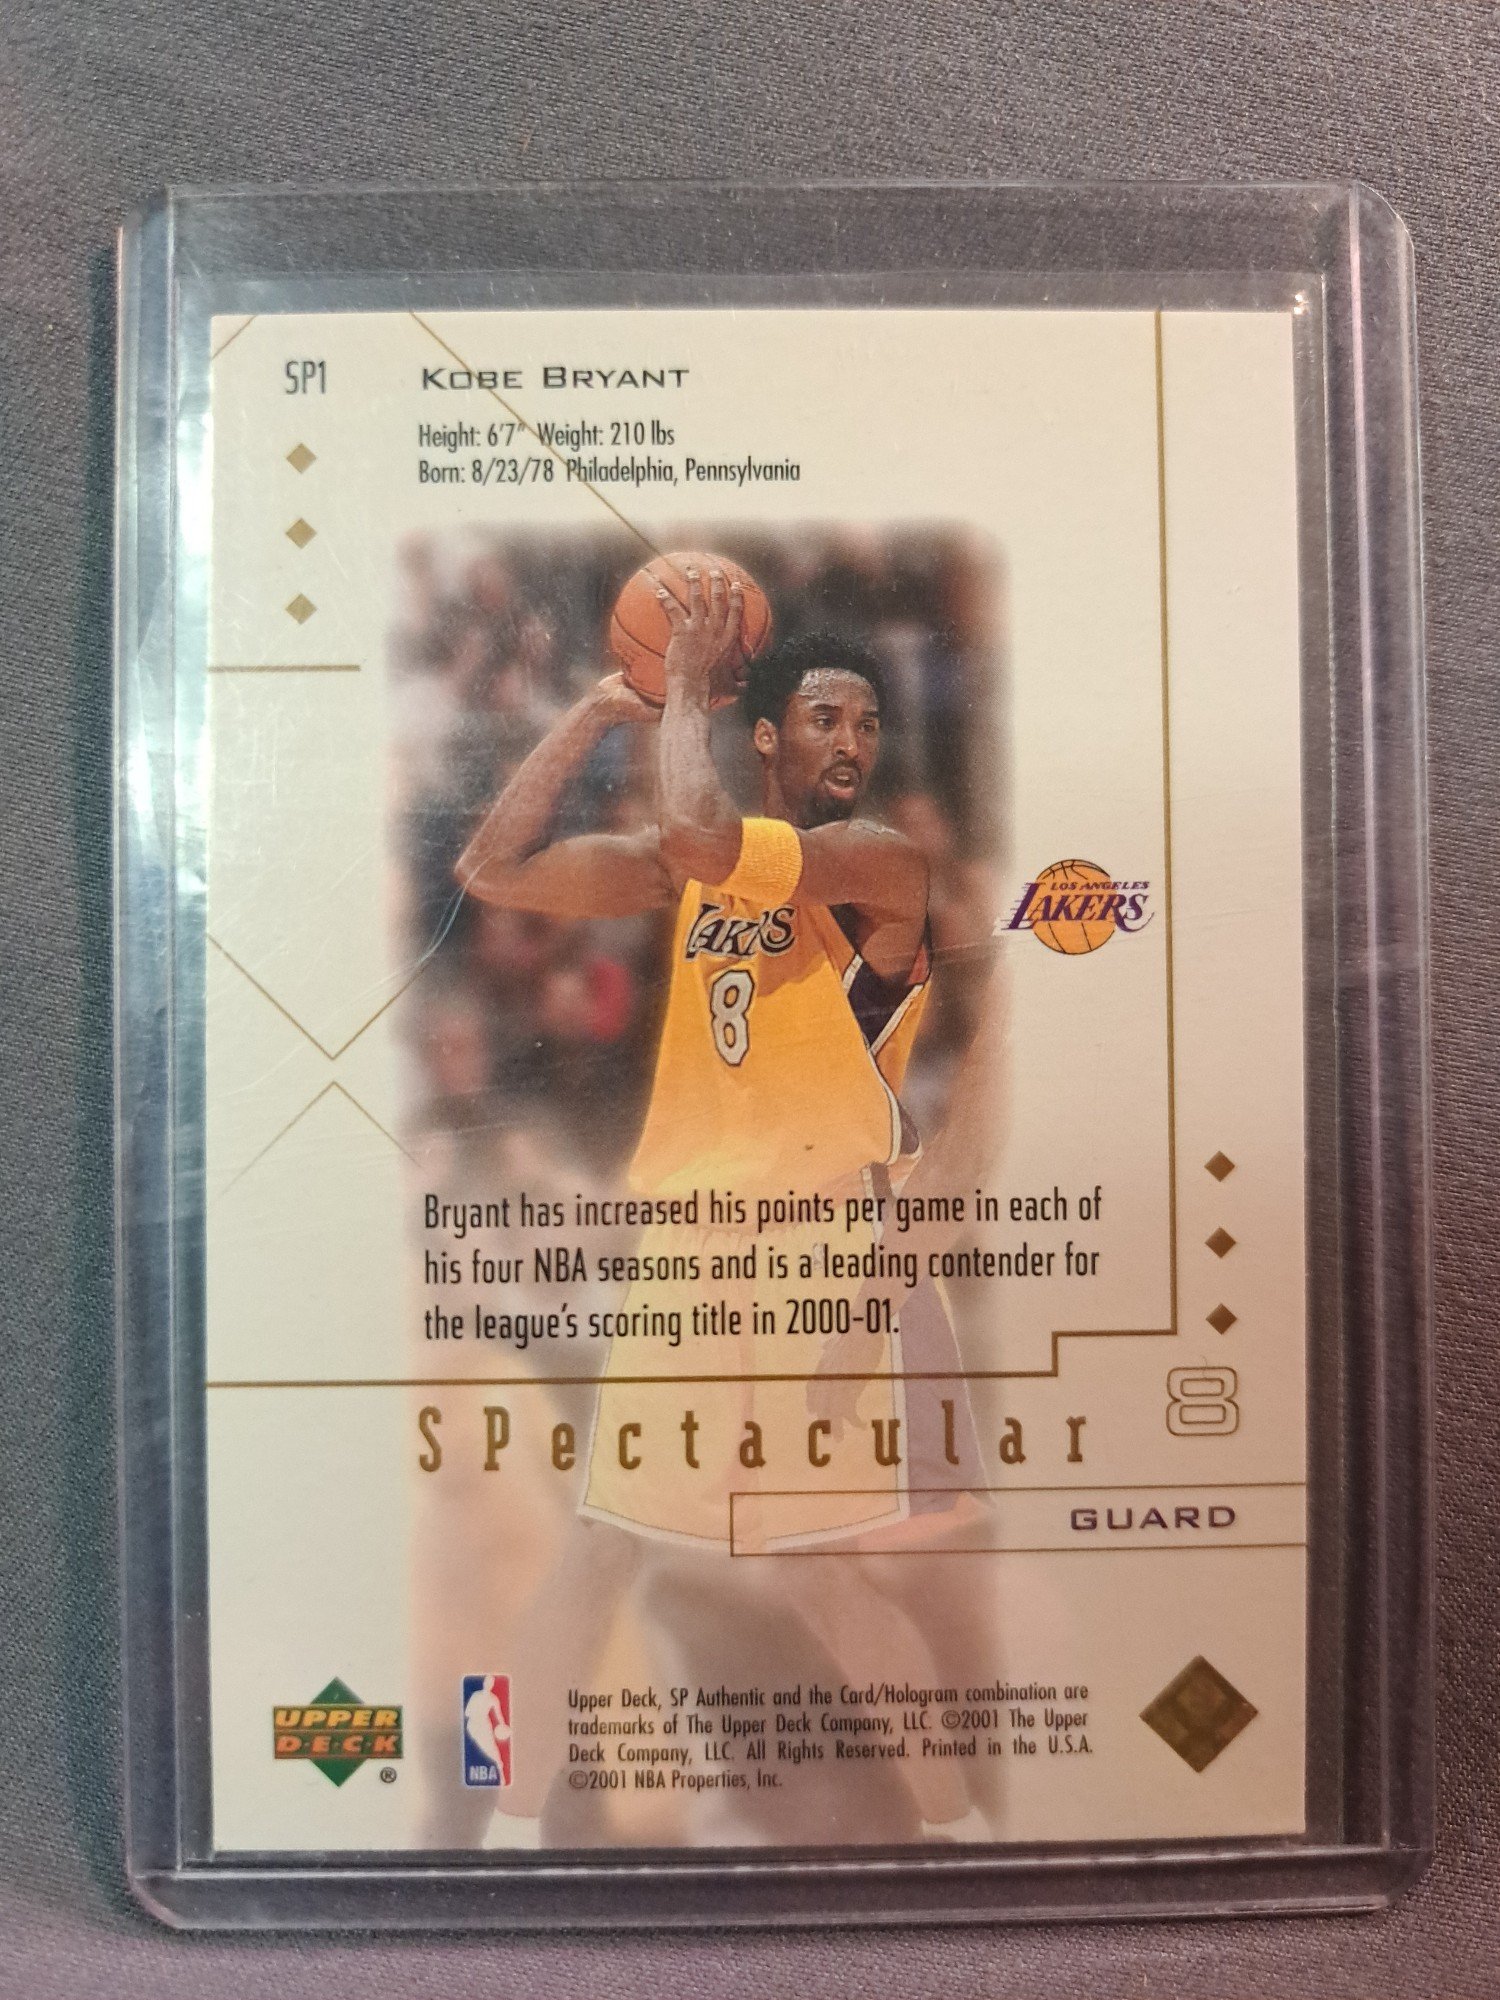 SP1
KOBE BRYANT
Height: 6'7" Weight: 210 lbs
Born: 8/23/78 Philadelphia, Pennsylvania
LAKERS
8
LOS ANGELES
LAKERS
Bryant has increased his points per game in each of
his four NBA seasons and is a leading contender for
the league's scoring title in 2000-01.
SPectacular
8
GUARD
UPPER
D•E•C•K
®
NBA
Upper Deck, SP Authentic and the Card/Hologram combination are
trademarks of The Upper Deck Company, LLC. ©2001 The Upper
Deck Company, LLC. All Rights Reserved. Printed in the U.S.A.
©2001 NBA Properties, Inc.